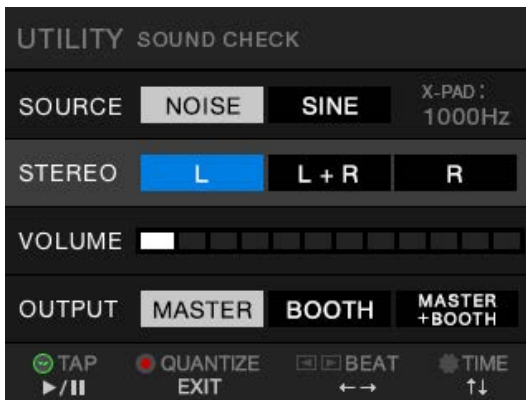 UTILITY SOUND CHECK
SOURCE NOISE SINE X-PAD: 1000Hz
STEREO L L + R R
VOLUME
OUTPUT MASTER BOOTH MASTER +BOOTH
TAP QUANTIZE BEAT TIME
▶/II EXIT ←→ ↑↓